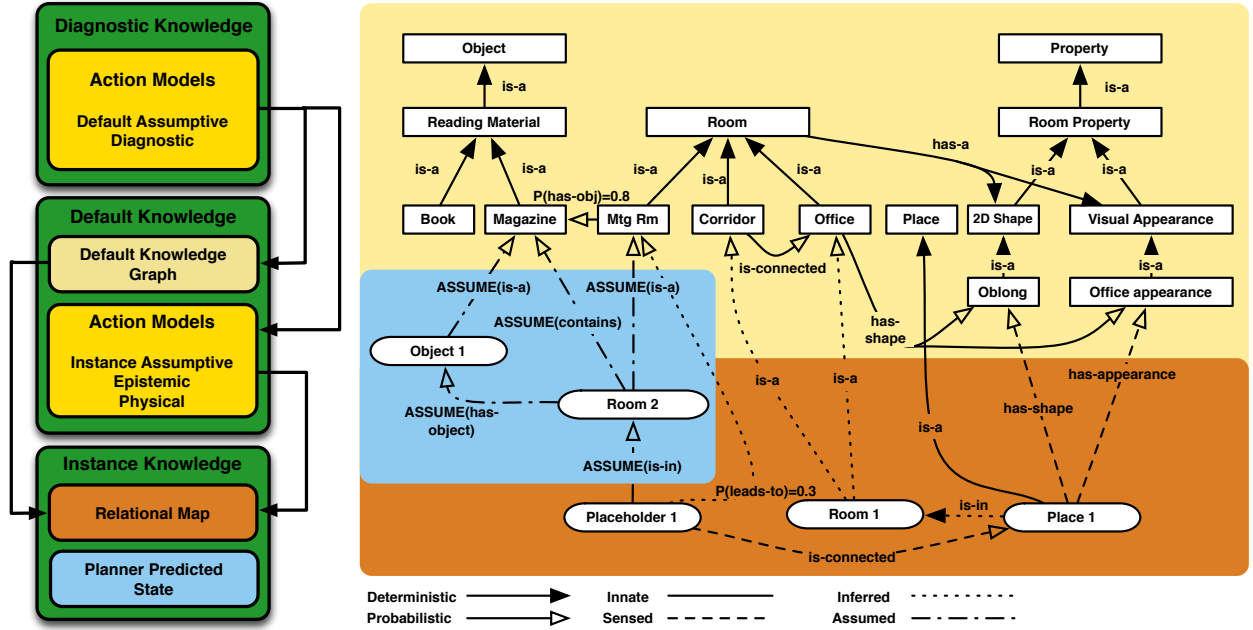 Diagnostic Knowledge
Action Models
Default Assumptive
Diagnostic
Default Knowledge
Default Knowledge
Graph
Action Models
Instance Assumptive
Epistemic
Physical
Instance Knowledge
Relational Map
Planner Predicted
State
Object
Property
is-a
is-a
Reading Material
Room
Room Property
has-a
is-a
is-a
is-a
is-a
is-a
is-a
is-a
P(has-obj)=0.8
Book
Magazine
Mtg Rm
Corridor
Office
Place
2D Shape
Visual Appearance
is-connected
is-a
is-a
ASSUME(is-a)
ASSUME(is-a)
Oblong
Office appearance
ASSUME(contains)
has-
shape
Object 1
is-a
is-a
has-appearance
Room 2
has-shape
ASSUME(has-
object)
is-a
ASSUME(is-in)
P(leads-to)=0.3
Placeholder 1
Room 1
is-in
Place 1
is-connected
Deterministic
Innate
Inferred
Probabilistic
Sensed
Assumed